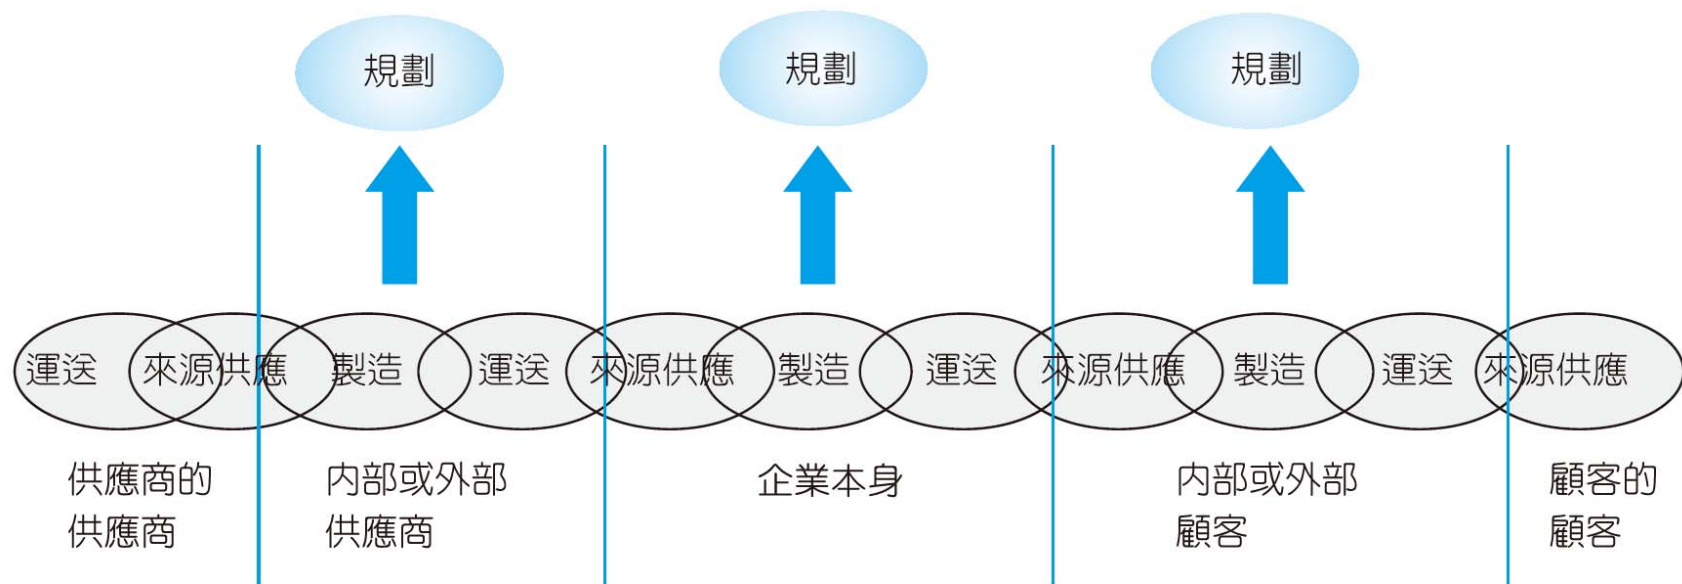 規劃
規劃
規劃
運送
來源供應
製造
運送
來源供應
製造
運送
來源供應
製造
運送
來源供應
供應商的
供應商
內部或外部
供應商
企業本身
內部或外部
顧客
顧客的
顧客